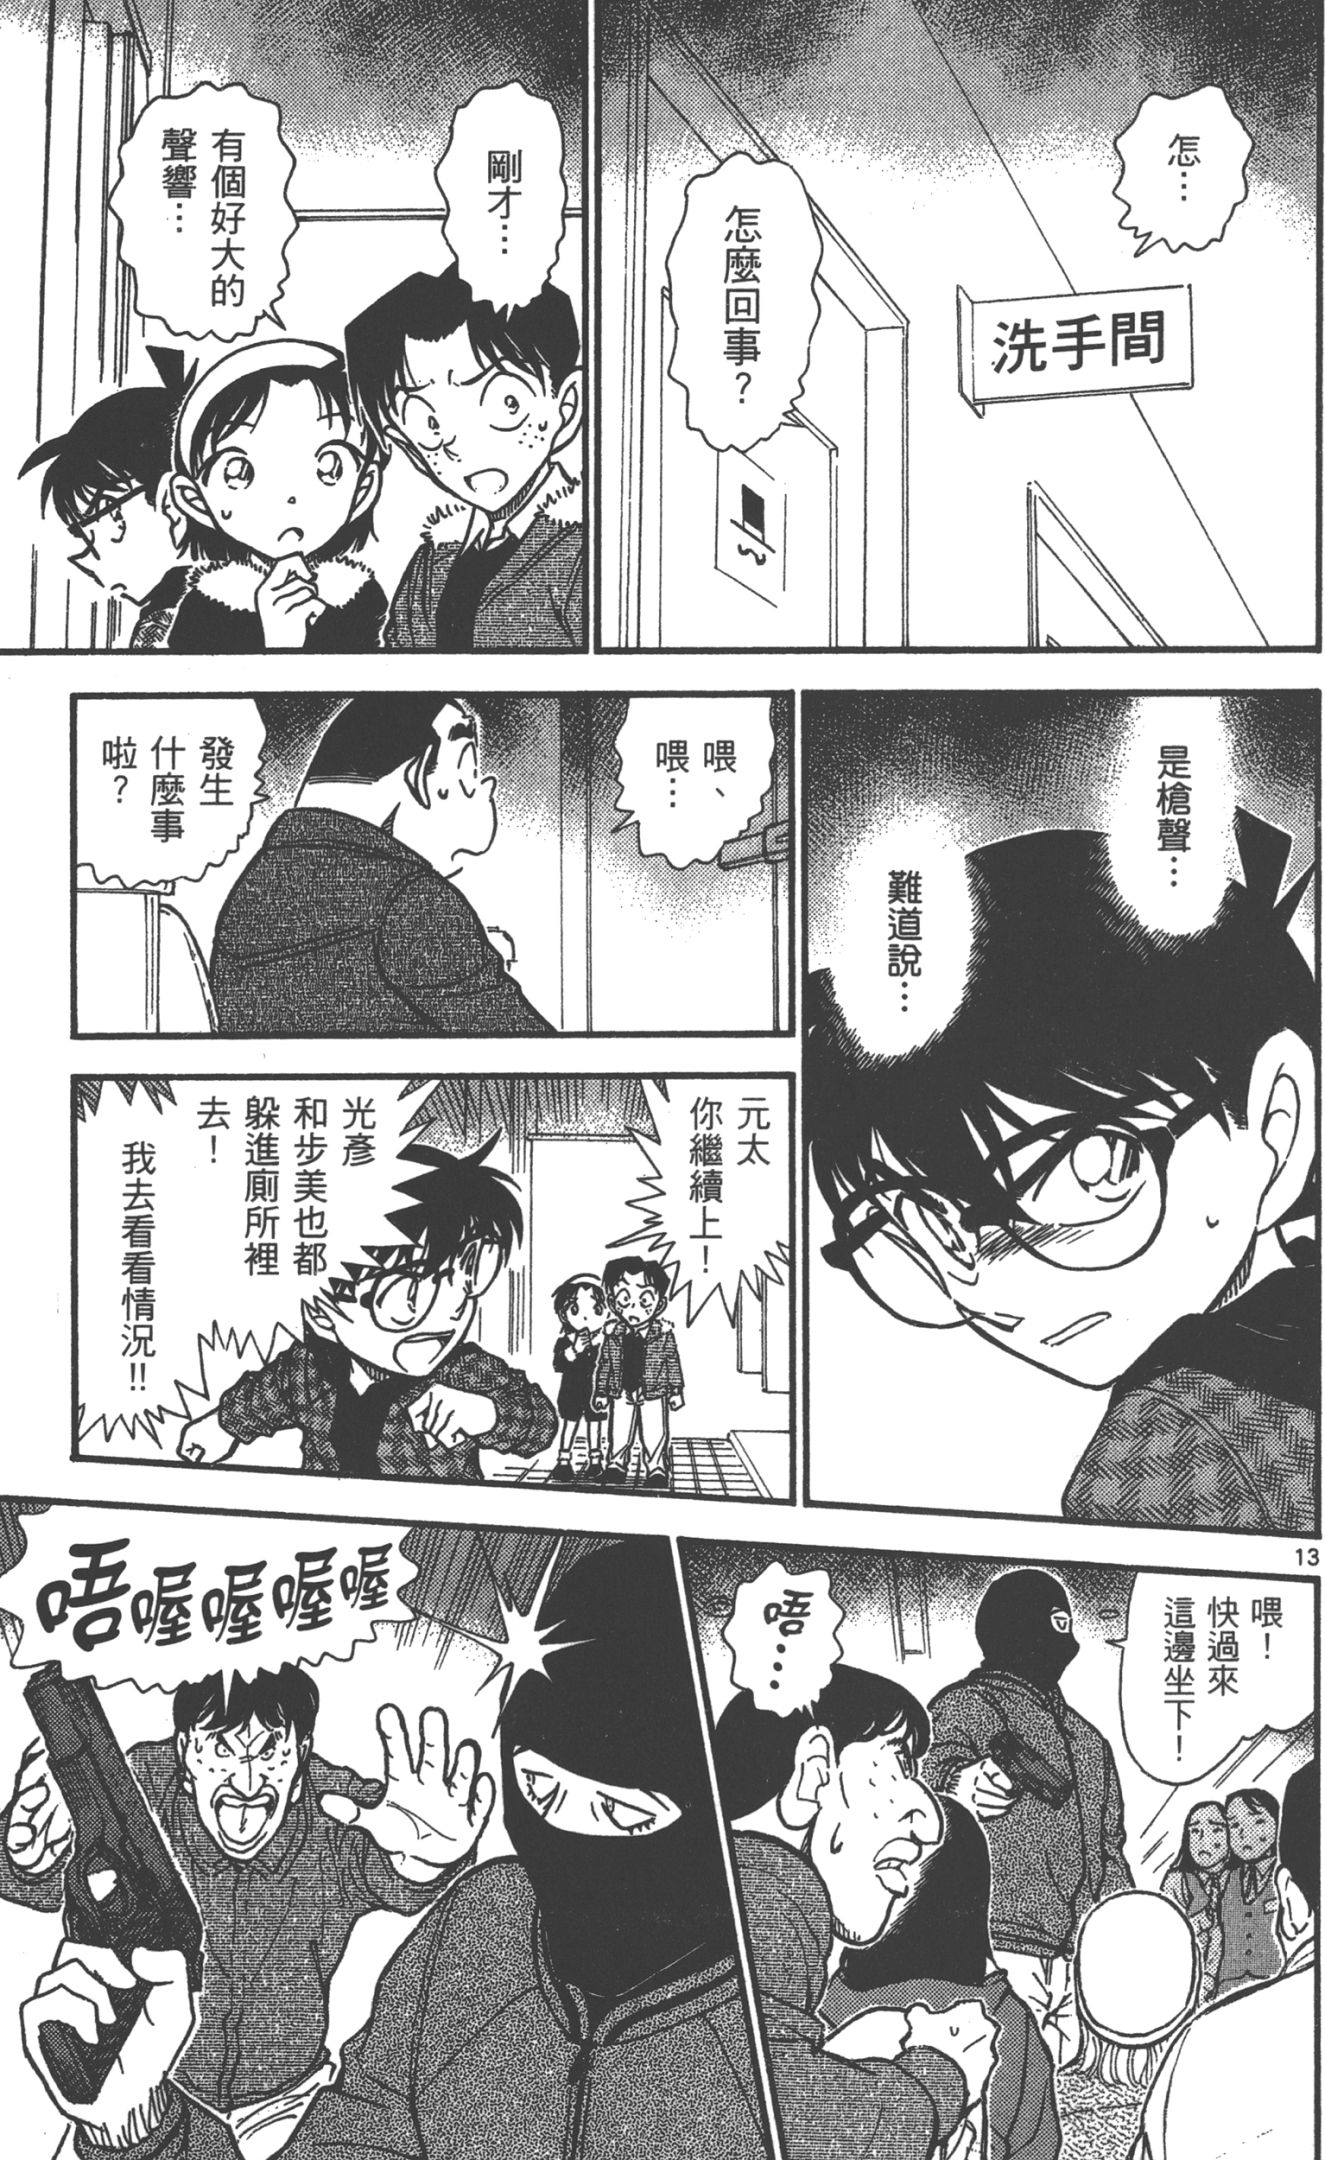 怎…
怎麼回事？
洗手間
剛才…
有個好大的
聲響…
是槍聲…
難道說…
喂、
喂…
發生
什麼事
啦？
元太
你繼續上！
光彥
和步美也都
躲進廁所裡
去！
我去看看情況!!
13
喂！
快過來
這邊坐下！
唔…
唔喔喔喔喔